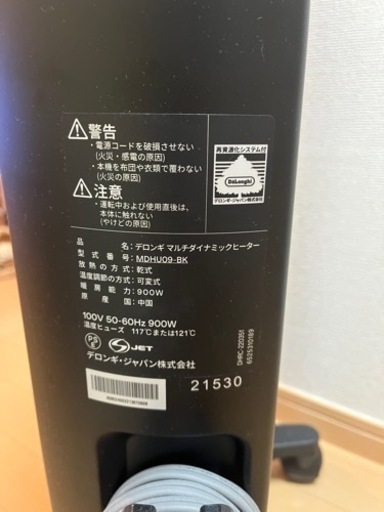 ⚠警告
・電源コードを破損させない
(火災・感電の原因)
・本機を布団や衣類で覆わない
(火災の原因)
⚠注意
・運転中および使用直後は、
本体に触れない
(やけどの原因)
再資源化システム付
DeLonghi
デロンギ・ジャパン株式会社
品名：デロンギ マルチダイナミックヒーター
型式番号：MDHU09-BK
放熱の方式：乾式
温度調節の方式：可変式
暖房能力：900W
原産国：中国
100V 50-60Hz 900W
温度ヒューズ 117℃または121℃
PS
E
JET
デロンギ・ジャパン株式会社
DHRC-220351
6525310189
21530